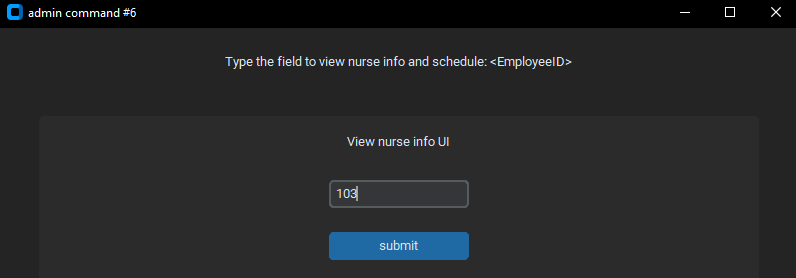 admin command #6
Type the field to view nurse info and schedule: <EmployeeID>
View nurse info UI
103
submit